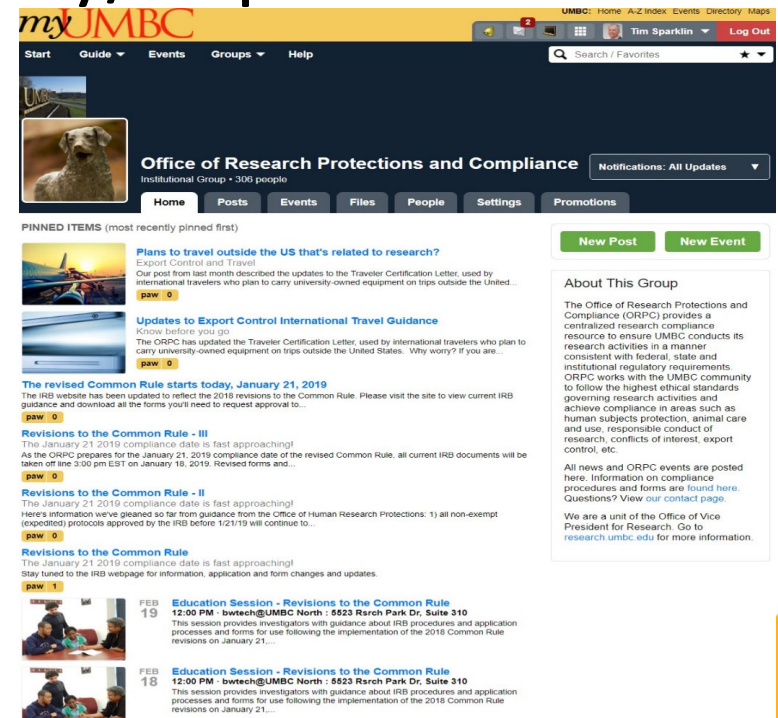 UMBC: Home A-Z Index Events Directory Maps
myUMBC
2
Tim Sparklin
Log Out
Start Guide Events Groups Help
Search / Favorites
UMB
Office of Research Protections and Compliance
Institutional Group • 306 people
Notifications: All Updates
Home Posts Events Files People Settings Promotions
PINNED ITEMS (most recently pinned first)
Plans to travel outside the US that's related to research?
Export Control and Travel
Our post from last month described the updates to the Traveler Certification Letter, used by
international travelers who plan to carry university-owned equipment on trips outside the United...
paw 0
Updates to Export Control International Travel Guidance
Know before you go
The ORPC has updated the Traveler Certification Letter, used by international travelers who plan to
carry university-owned equipment on trips outside the United States. Why worry? If you are...
paw 0
The revised Common Rule starts today, January 21, 2019
The IRB website has been updated to reflect the 2018 revisions to the Common Rule. Please visit the site to view current IRB
guidance and download all the forms you'll need to request approval to...
paw 0
Revisions to the Common Rule - III
The January 21 2019 compliance date is fast approaching!
As the ORPC prepares for the January 21, 2019 compliance date of the revised Common Rule, all current IRB documents will be
taken off line 3:00 pm EST on January 18, 2019. Revised forms and...
paw 0
Revisions to the Common Rule - II
The January 21 2019 compliance date is fast approaching!
Here's information we've gleaned so far from guidance from the Office of Human Research Protections: 1) all non-exempt
(expedited) protocols approved by the IRB before 1/21/19 will continue to...
paw 0
Revisions to the Common Rule
The January 21 2019 compliance date is fast approaching!
Stay tuned to the IRB webpage for information, application and form changes and updates.
paw 1
FEB
19
Education Session - Revisions to the Common Rule
12:00 PM · bwtech@UMBC North : 5523 Rsrch Park Dr, Suite 310
This session provides investigators with guidance about IRB procedures and application
processes and forms for use following the implementation of the 2018 Common Rule
revisions on January 21,...
FEB
18
Education Session - Revisions to the Common Rule
12:00 PM · bwtech@UMBC North : 5523 Rsrch Park Dr, Suite 310
This session provides investigators with guidance about IRB procedures and application
processes and forms for use following the implementation of the 2018 Common Rule
revisions on January 21,...
New Post New Event
About This Group
The Office of Research Protections and
Compliance (ORPC) provides a
centralized research compliance
resource to ensure UMBC conducts its
research activities in a manner
consistent with federal, state and
institutional regulatory requirements.
ORPC works with the UMBC community
to follow the highest ethical standards
governing research activities and
achieve compliance in areas such as
human subjects protection, animal care
and use, responsible conduct of
research, conflicts of interest, export
control, etc.
All news and ORPC events are posted
here. Information on compliance
procedures and forms are found here.
Questions? View our contact page.
We are a unit of the Office of Vice
President for Research. Go to
research.umbc.edu for more information.